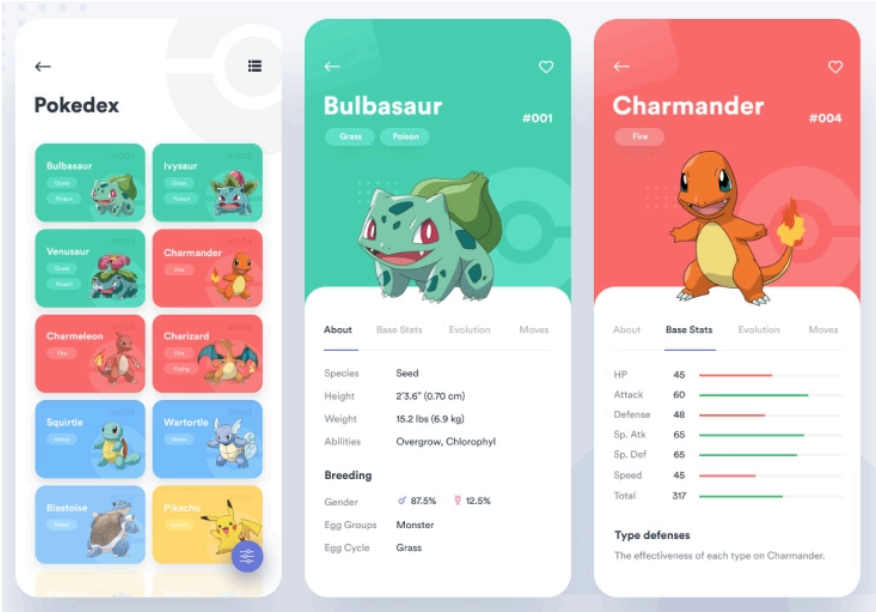 Pokedex
Bulbasaur
Grass
Poison
Ivysaur
Grass
Poison
Venusaur
Grass
Poison
Charmander
Fire
Charmeleon
Fire
Charizard
Fire
Squirtle
Water
Wartortle
Water
Blastoise
Water
Pikachu
Bulbasaur
#001
Grass Poison
About Base Stats Evolution Moves
Species Seed
Height 2'3.6" (0.70 cm)
Weight 15.2 lbs (6.9 kg)
Abilities Overgrow, Chlorophyl
Breeding
Gender ♂ 87.5% ☿ 12.5%
Egg Groups Monster
Egg Cycle Grass
Charmander
#004
Fire
About Base Stats Evolution Moves
HP 45
Attack 60
Defense 48
Sp. Atk 65
Sp. Def 65
Speed 45
Total 317
Type defenses
The effectiveness of each type on Charmander.